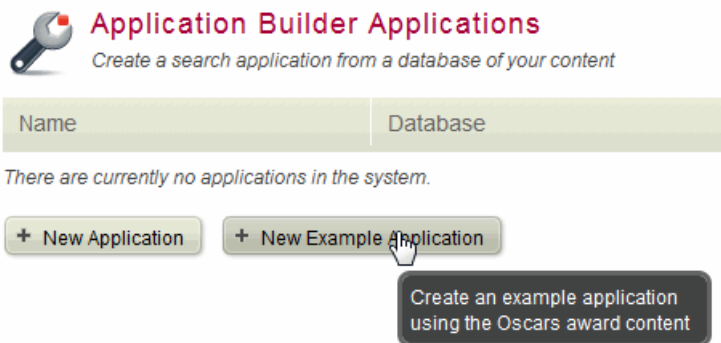 Application Builder Applications
Create a search application from a database of your content
Name Database
There are currently no applications in the system.
+ New Application + New Example Application
Create an example application
using the Oscars award content